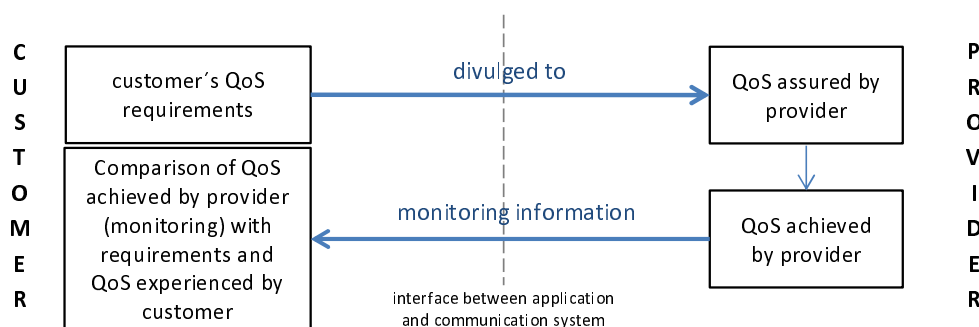 C
U
S
T
O
M
E
R
customer´s QoS
requirements
divulged to
QoS assured by
provider
Comparison of QoS
achieved by provider
(monitoring) with
requirements and
QoS experienced by
customer
monitoring information
QoS achieved
by provider
interface between application
and communication system
P
R
O
V
I
D
E
R